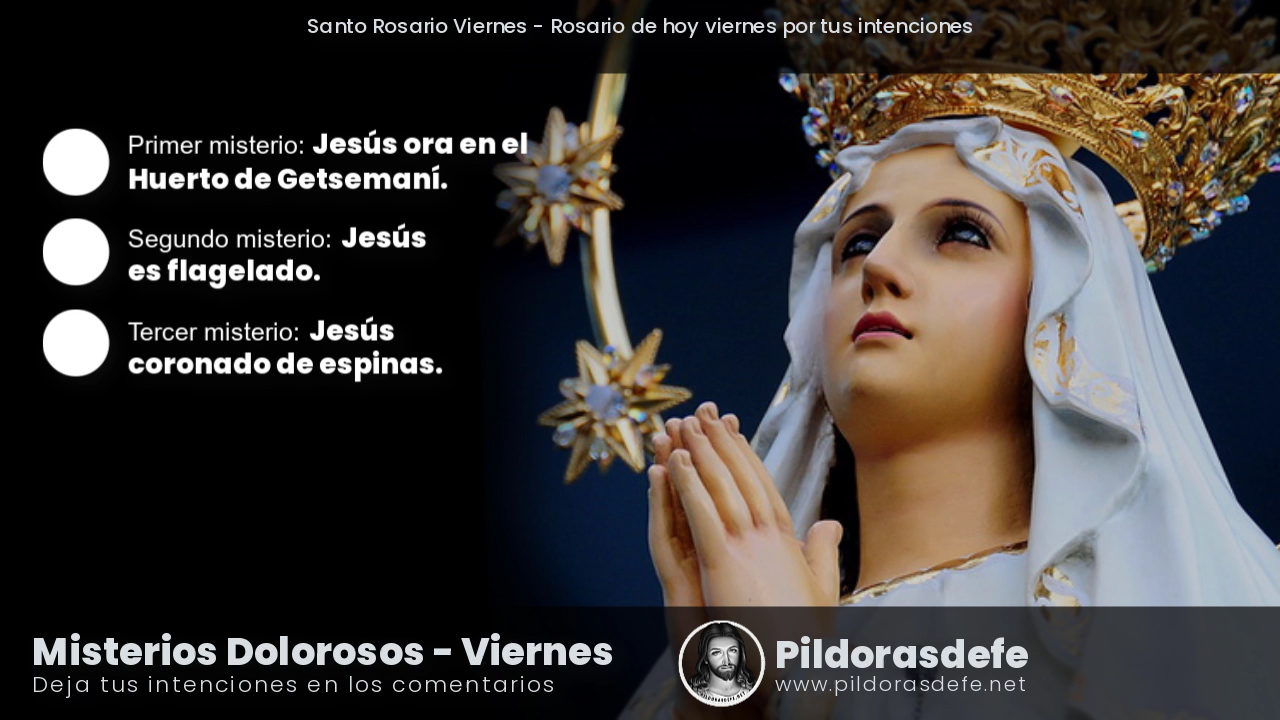 Santo Rosario Viernes - Rosario de hoy viernes por tus intenciones
Primer misterio: Jesús ora en el
Huerto de Getsemaní.
Segundo misterio: Jesús
es flagelado.
Tercer misterio: Jesús
coronado de espinas.
Misterios Dolorosos - Viernes
Deja tus intenciones en los comentarios
Pildorasdefe
www.pildorasdefe.net